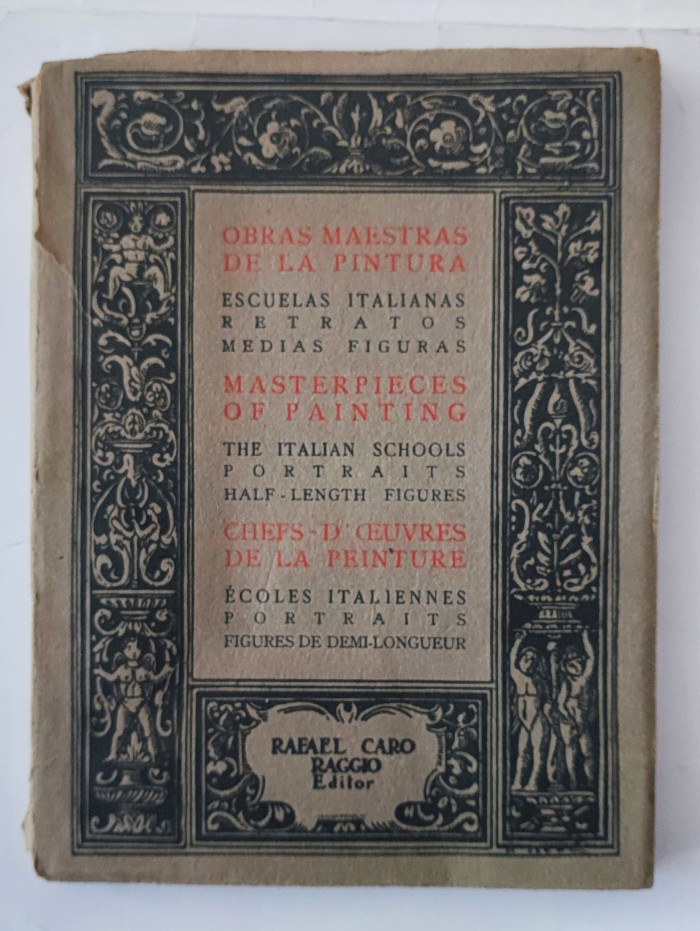 OBRAS MAESTRAS
DE LA PINTURA
ESCUELAS ITALIANAS
RETRATOS
MEDIAS FIGURAS
MASTERPIECES
OF PAINTING
THE ITALIAN SCHOOLS
PORTRAITS
HALF-LENGTH FIGURES
CHEFS-D'ŒUVRES
DE LA PEINTURE
ÉCOLES ITALIENNES
PORTRAITS
FIGURES DE DEMI-LONGUEUR
RAFAEL CARO
RAGGIO
Editor